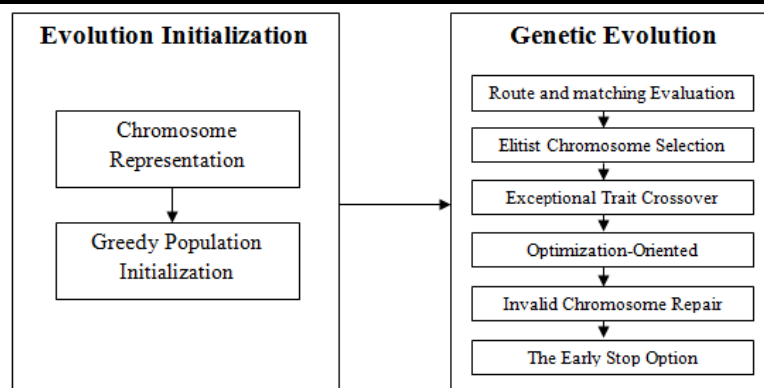 Evolution Initialization
Chromosome
Representation
Greedy Population
Initialization
Genetic Evolution
Route and matching Evaluation
Elitist Chromosome Selection
Exceptional Trait Crossover
Optimization-Oriented
Invalid Chromosome Repair
The Early Stop Option